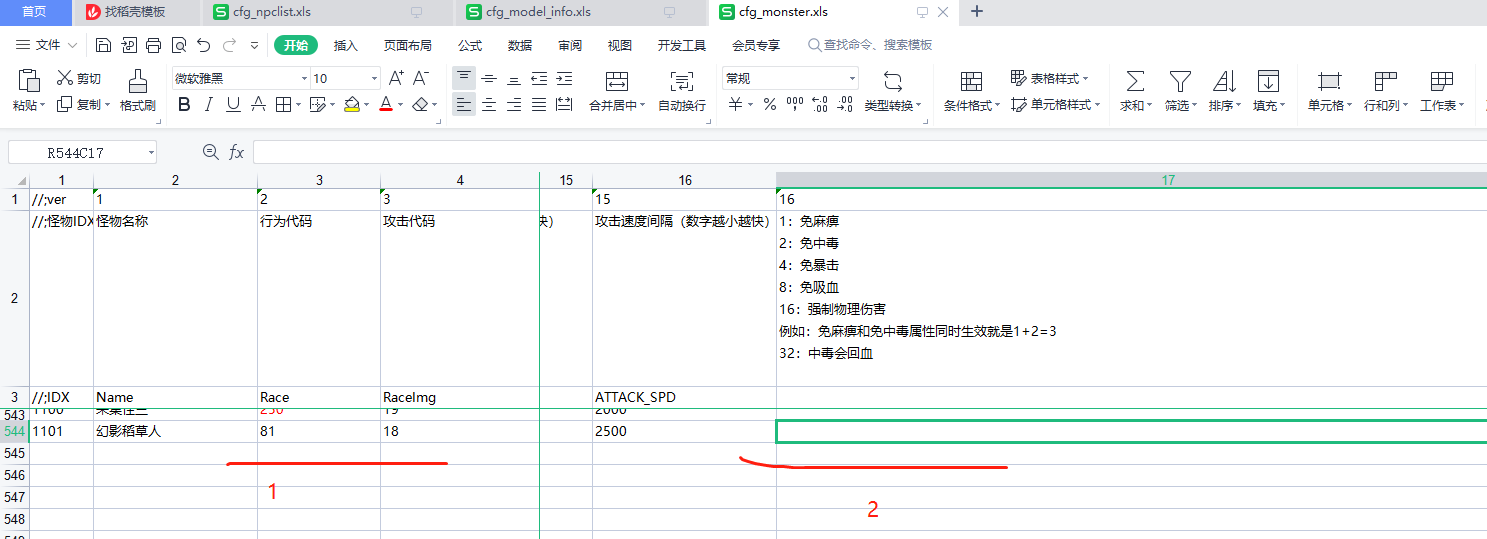 首页 找稻壳模板 cfg_npclist.xls cfg_model_info.xls cfg_monster.xls
文件 开始 插入 页面布局 公式 数据 审阅 视图 开发工具 会员专享 查找命令、搜索模板
剪切 微软雅黑 10 A+ A- 常规 表格样式
粘贴 复制 格式刷 B I U A 合并居中 自动换行 ¥ % 类型转换 条件格式 单元格样式 求和 筛选 排序 填充 单元格 行和列 工作表
R544C17 fx
1 2 3 4 15 16 17
1 //;ver 1 2 3 15 16
//;怪物IDX 怪物名称 行为代码 攻击代码 快） 攻击速度间隔（数字越小越快） 1：免麻痹
2：免中毒
4：免暴击
2 8：免吸血
16：强制物理伤害
例如：免麻痹和免中毒属性同时生效就是1+2=3
32：中毒会回血
3 //;IDX Name Race RaceImg ATTACK_SPD
543 1100 230 19 2000
544 1101 幻影稻草人 81 18 2500
545
546
547
548
1
2